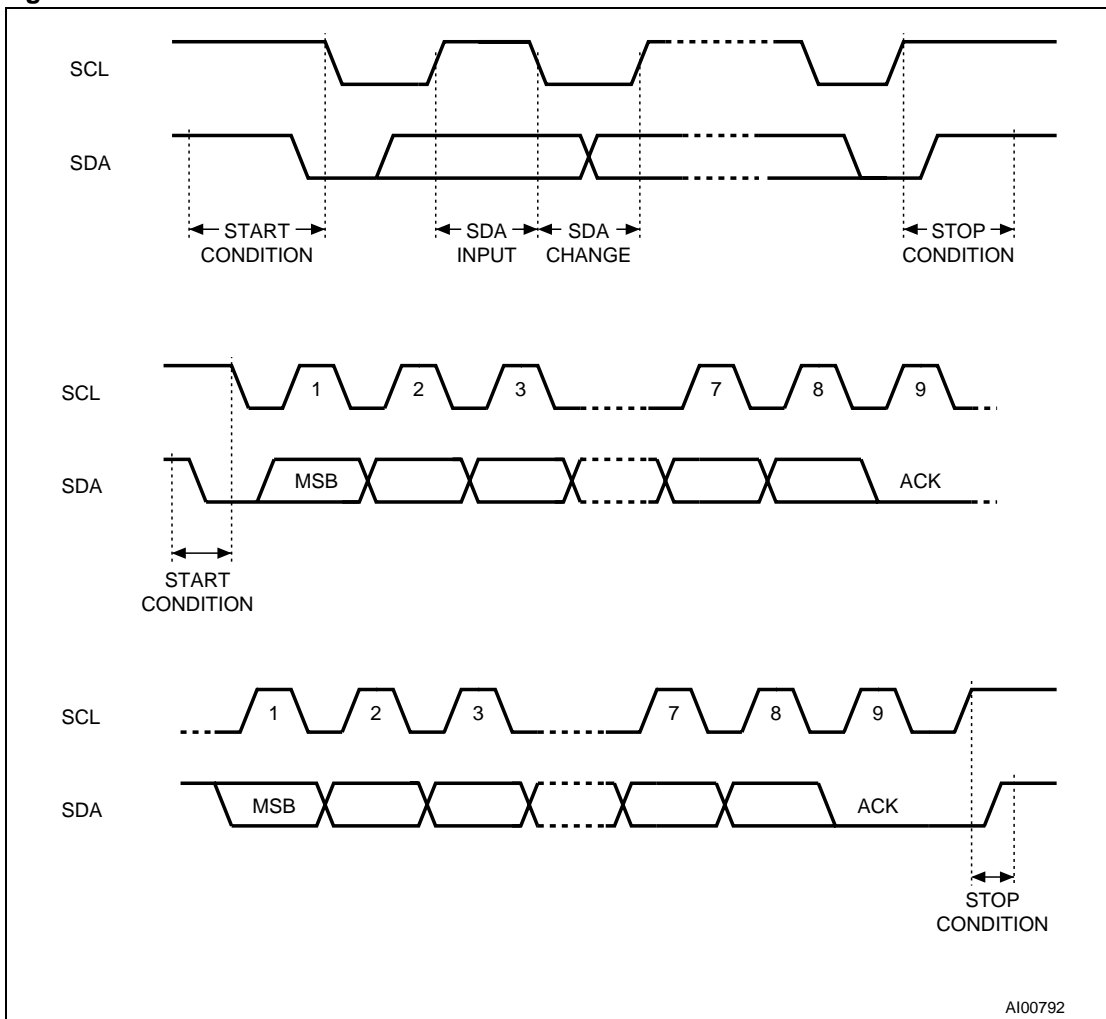 SCL
SDA
START
CONDITION
SDA
INPUT
SDA
CHANGE
STOP
CONDITION
SCL
1 2 3 7 8 9
SDA
MSB ACK
START
CONDITION
SCL
1 2 3 7 8 9
SDA
MSB ACK
STOP
CONDITION
AI00792